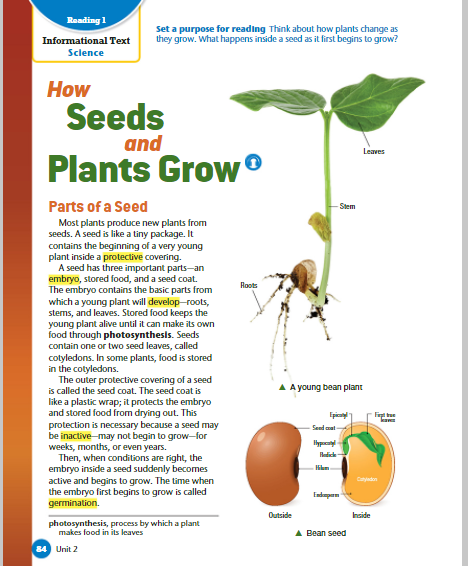 Reading 1
Informational Text
Science
Set a purpose for reading Think about how plants change as
they grow. What happens inside a seed as it first begins to grow?
How
Seeds
and
Plants Grow
Parts of a Seed
Most plants produce new plants from
seeds. A seed is like a tiny package. It
contains the beginning of a very young
plant inside a protective covering.
A seed has three important parts—an
embryo, stored food, and a seed coat.
The embryo contains the basic parts from
which a young plant will develop—roots,
stems, and leaves. Stored food keeps the
young plant alive until it can make its own
food through photosynthesis. Seeds
contain one or two seed leaves, called
cotyledons. In some plants, food is stored
in the cotyledons.
The outer protective covering of a seed
is called the seed coat. The seed coat is
like a plastic wrap; it protects the embryo
and stored food from drying out. This
protection is necessary because a seed may
be inactive—may not begin to grow—for
weeks, months, or even years.
Then, when conditions are right, the
embryo inside a seed suddenly becomes
active and begins to grow. The time when
the embryo first begins to grow is called
germination.
photosynthesis, process by which a plant
makes food in its leaves
84 Unit 2
Leaves
Stem
Roots
▲ A young bean plant
Epicotyl
First true
leaves
Seed coat
Hypocotyl
Radicle
Hilum
Cotyledon
Endosperm
Outside
Inside
▲ Bean seed